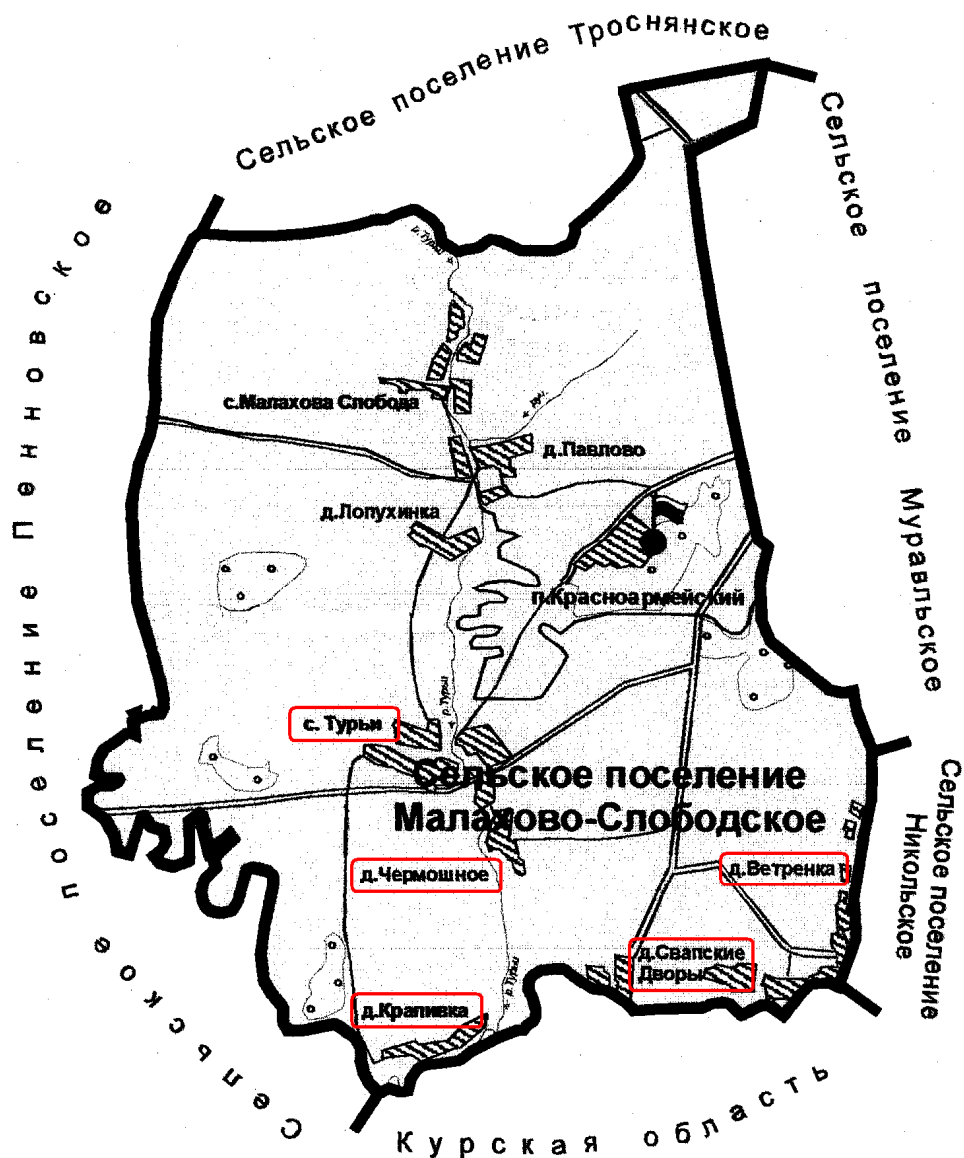 Сельское поселение Троснянское
Сельское поселение Муравльское
Сельское поселение Пенновское
р.Турьи
с.Малахова Слобода
д.Павлово
д.Лопухинка
п.Красноармейский
р.Турьи
с. Турьи
Сельское поселение
Малахово-Слободское
Сельское поселение
Никольское
д.Чермошное
д.Ветренка
д.Свапские
Дворы
р.Турьи
д.Крапивка
Курская область